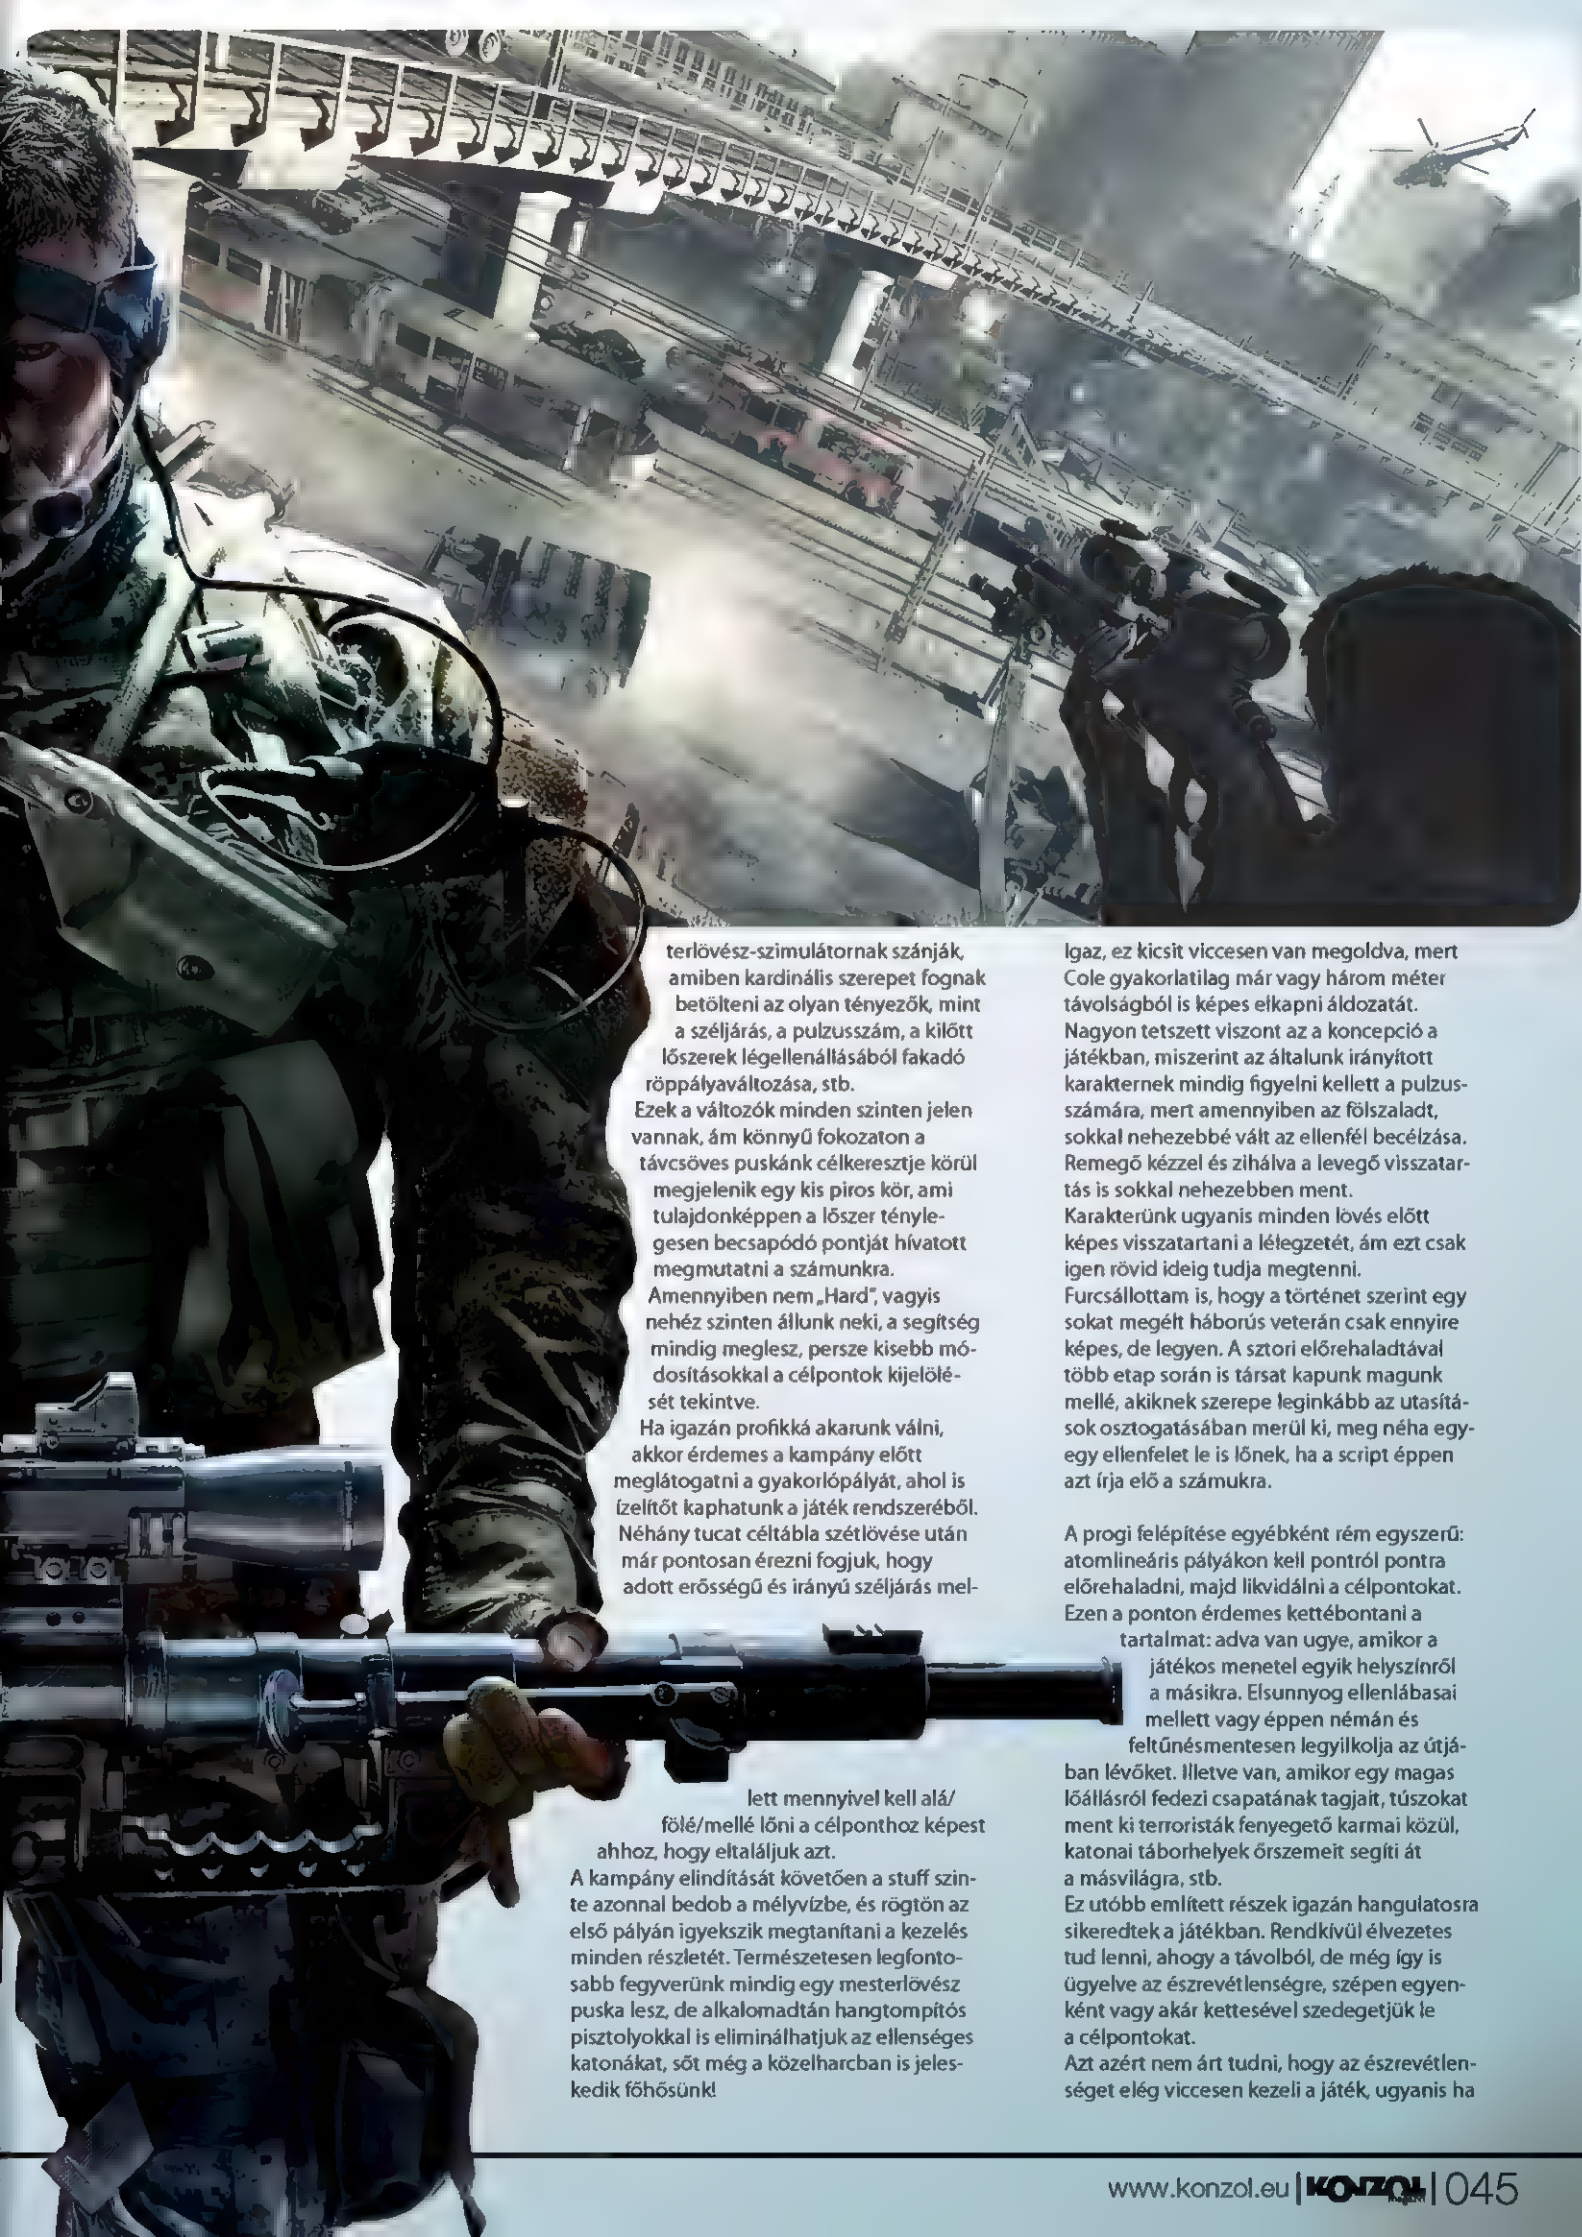 terlövész-szimulátornak szánják,
amiben kardinális szerepet fognak
betölteni az olyan tényezők, mint
a széljárás, a pulzusszám, a kilőtt
lőszerek légellenállásából fakadó
röppályaváltozása, stb.
Ezek a változók minden szinten jelen
vannak, ám könnyű fokozaton a
távcsöves puskánk célkeresztje körül
megjelenik egy kis piros kör, ami
tulajdonképpen a lőszer tényle-
gesen becsapódó pontját hívatott
megmutatni a számunkra.
Amennyiben nem „Hard”, vagyis
nehéz szinten állunk neki, a segítség
mindig meglesz, persze kisebb mó-
dosításokkal a célpontok kijelölé-
sét tekintve.
Ha igazán profikká akarunk válni,
akkor érdemes a kampány előtt
meglátogatni a gyakorlópályát, ahol is
ízelítőt kaphatunk a játék rendszeréből.
Néhány tucat céltábla szétlövése után
már pontosan érezni fogjuk, hogy
adott erősségű és irányú széljárás mel-
lett mennyivel kell alá/
fölé/mellé lőni a célponthoz képest
ahhoz, hogy eltaláljuk azt.
A kampány elindítását követően a stuff szin-
te azonnal bedob a mélyvízbe, és rögtön az
első pályán igyekszik megtanítani a kezelés
minden részletét. Természetesen legfonto-
sabb fegyverünk mindig egy mesterlövész
puska lesz, de alkalomadtán hangtompítós
pisztolyokkal is eliminálhatjuk az ellenséges
katonákat, sőt még a közelharcban is jeles-
kedik főhősünk!
Igaz, ez kicsit viccesen van megoldva, mert
Cole gyakorlatilag már vagy három méter
távolságból is képes elkapni áldozatát.
Nagyon tetszett viszont az a koncepció a
játékban, miszerint az általunk irányított
karakternek mindig figyelni kellett a pulzus-
számára, mert amennyiben az fölszaladt,
sokkal nehezebbé vált az ellenfél becélzása.
Remegő kézzel és zihálva a levegő visszatar-
tás is sokkal nehezebben ment.
Karakterünk ugyanis minden lövés előtt
képes visszatartani a lélegzetét, ám ezt csak
igen rövid ideig tudja megtenni.
Furcsállottam is, hogy a történet szerint egy
sokat megélt háborús veterán csak ennyire
képes, de legyen. A sztori előrehaladtával
több etap során is társat kapunk magunk
mellé, akiknek szerepe leginkább az utasítá-
sok osztogatásában merül ki, meg néha egy-
egy ellenfelet le is lőnek, ha a script éppen
azt írja elő a számukra.
A progi felépítése egyébként rém egyszerű:
atomlineáris pályákon kell pontról pontra
előrehaladni, majd likvidálni a célpontokat.
Ezen a ponton érdemes kettébontani a
tartalmat: adva van ugye, amikor a
játékos menetel egyik helyszínről
a másikra. Elsunnyog ellenlábasai
mellett vagy éppen némán és
feltűnésmentesen legyilkolja az útjá-
ban lévőket. Illetve van, amikor egy magas
lőállásról fedezi csapatának tagjait, túszokat
ment ki terroristák fenyegető karmai közül,
katonai táborhelyek őrszemeit segíti át
a másvilágra, stb.
Ez utóbb említett részek igazán hangulatosra
sikeredtek a játékban. Rendkívül élvezetes
tud lenni, ahogy a távolból, de még így is
ügyelve az észrevétlenségre, szépen egyen-
ként vagy akár kettesével szedegetjük le
a célpontokat.
Azt azért nem árt tudni, hogy az észrevétlen-
séget elég viccesen kezeli a játék, ugyanis ha
www.konzol.eu | KONZOL | 045